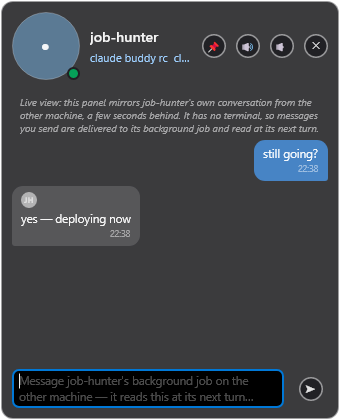 job-hunter
claude buddy rc cl...
Live view: this panel mirrors job-hunter's own conversation from the
other machine, a few seconds behind. It has no terminal, so messages
you send are delivered to its background job and read at its next turn.
still going?
22:38
JH
yes — deploying now
22:38
Message job-hunter's background job on the
other machine — it reads this at its next turn...